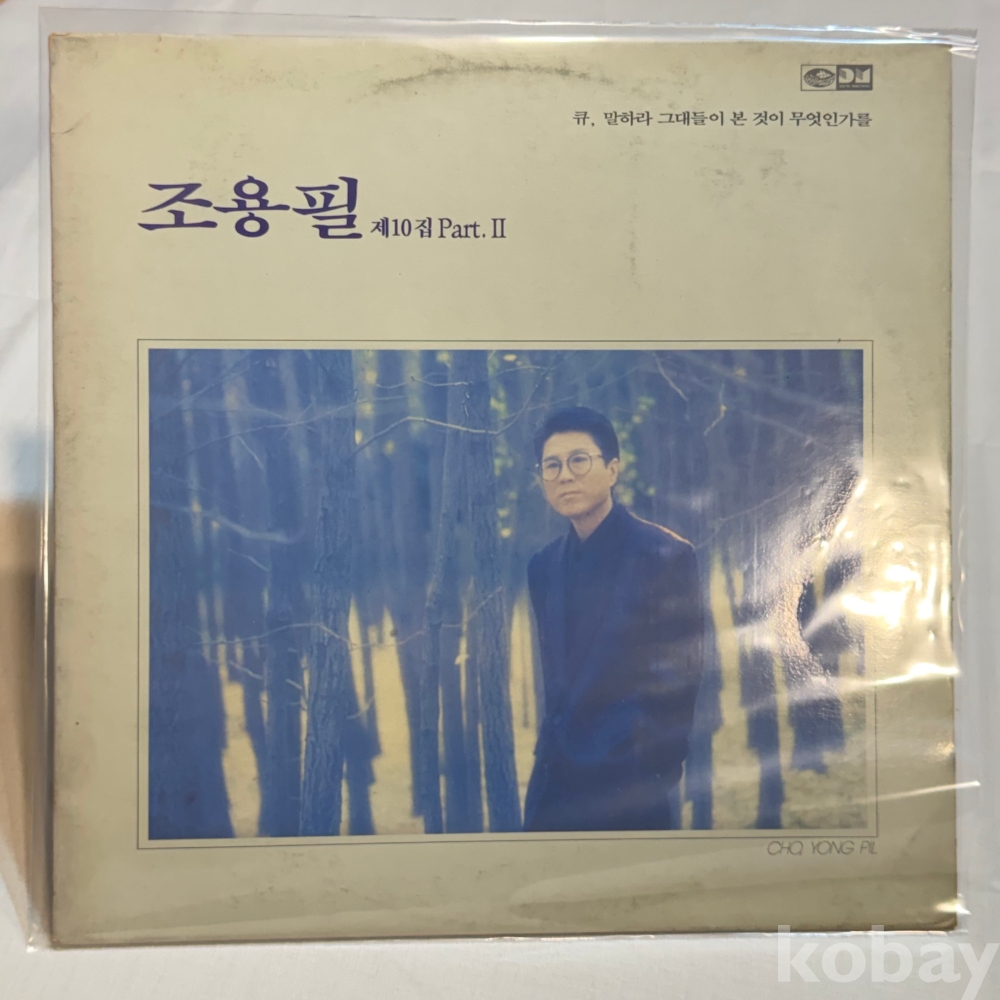 큐, 말하라 그대들이 본 것이 무엇인가를
조용필 제10집 Part. II
CHO, YONG PIL
kobay